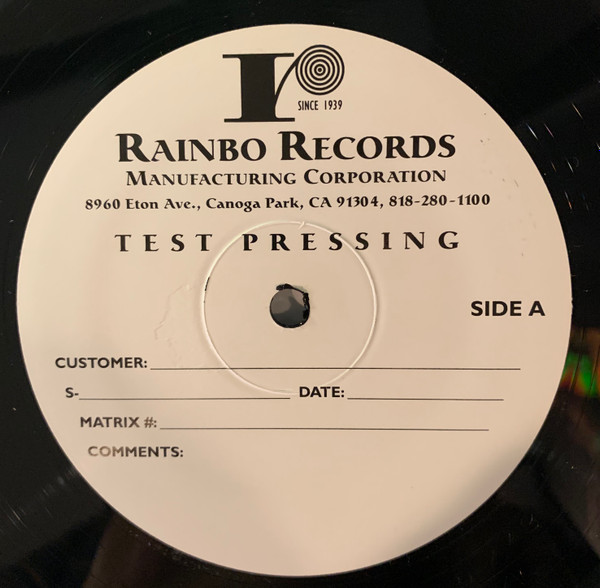 r
SINCE 1939
RAINBO RECORDS
MANUFACTURING CORPORATION
8960 Eton Ave., Canoga Park, CA 91304, 818-280-1100
TEST PRESSING
SIDE A
CUSTOMER:
S- DATE:
MATRIX #:
COMMENTS: